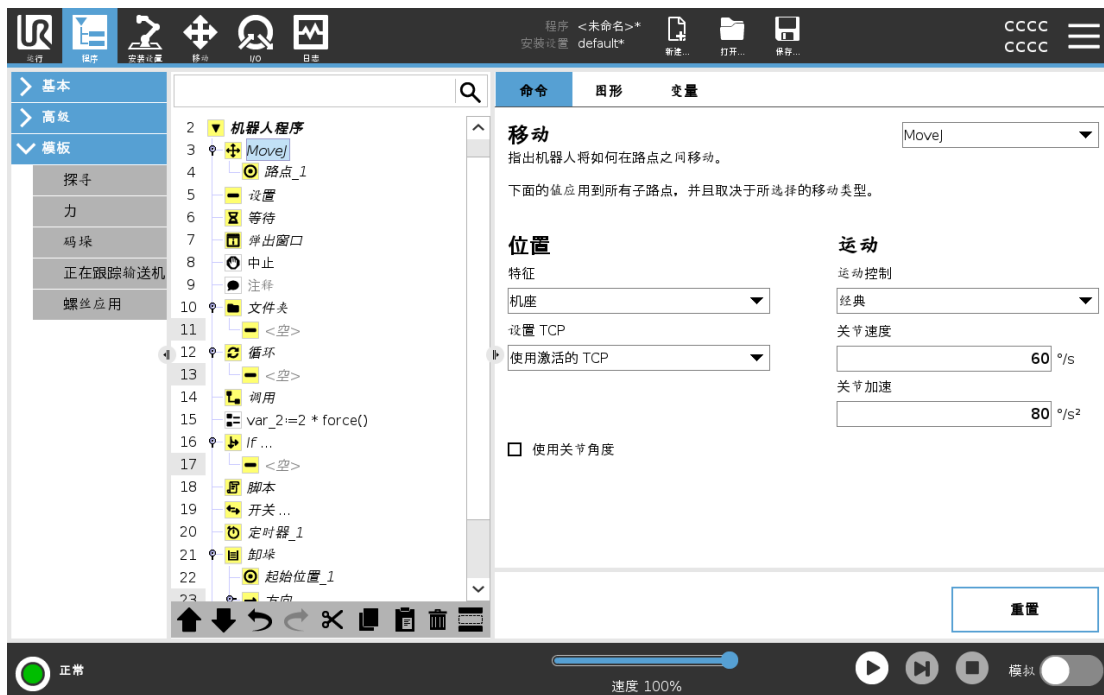 UR
运行
程序
安装设置
移动
I/O
日志
程序 <未命名>*
安装设置 default*
新建...
打开...
保存...
CCCC
CCCC
基本
高级
模板
探寻
力
码垛
正在跟踪输送机
螺丝应用
2 机器人程序
3 MoveJ
4 路点_1
5 设置
6 等待
7 弹出窗口
8 中止
9 注释
10 文件夹
11 <空>
12 循环
13 <空>
14 调用
15 var_2:=2 * force()
16 If ...
17 <空>
18 脚本
19 开关 ...
20 定时器_1
21 卸垛
22 起始位置_1
23 方向
命令 图形 变量
移动
MoveJ
指出机器人将如何在路点之间移动。
下面的值应用到所有子路点，并且取决于所选择的移动类型。
位置
运动
特征
运动控制
机座
经典
设置 TCP
关节速度
使用激活的 TCP
60 °/s
关节加速
80 °/s²
使用关节角度
重置
正常
速度 100%
模拟